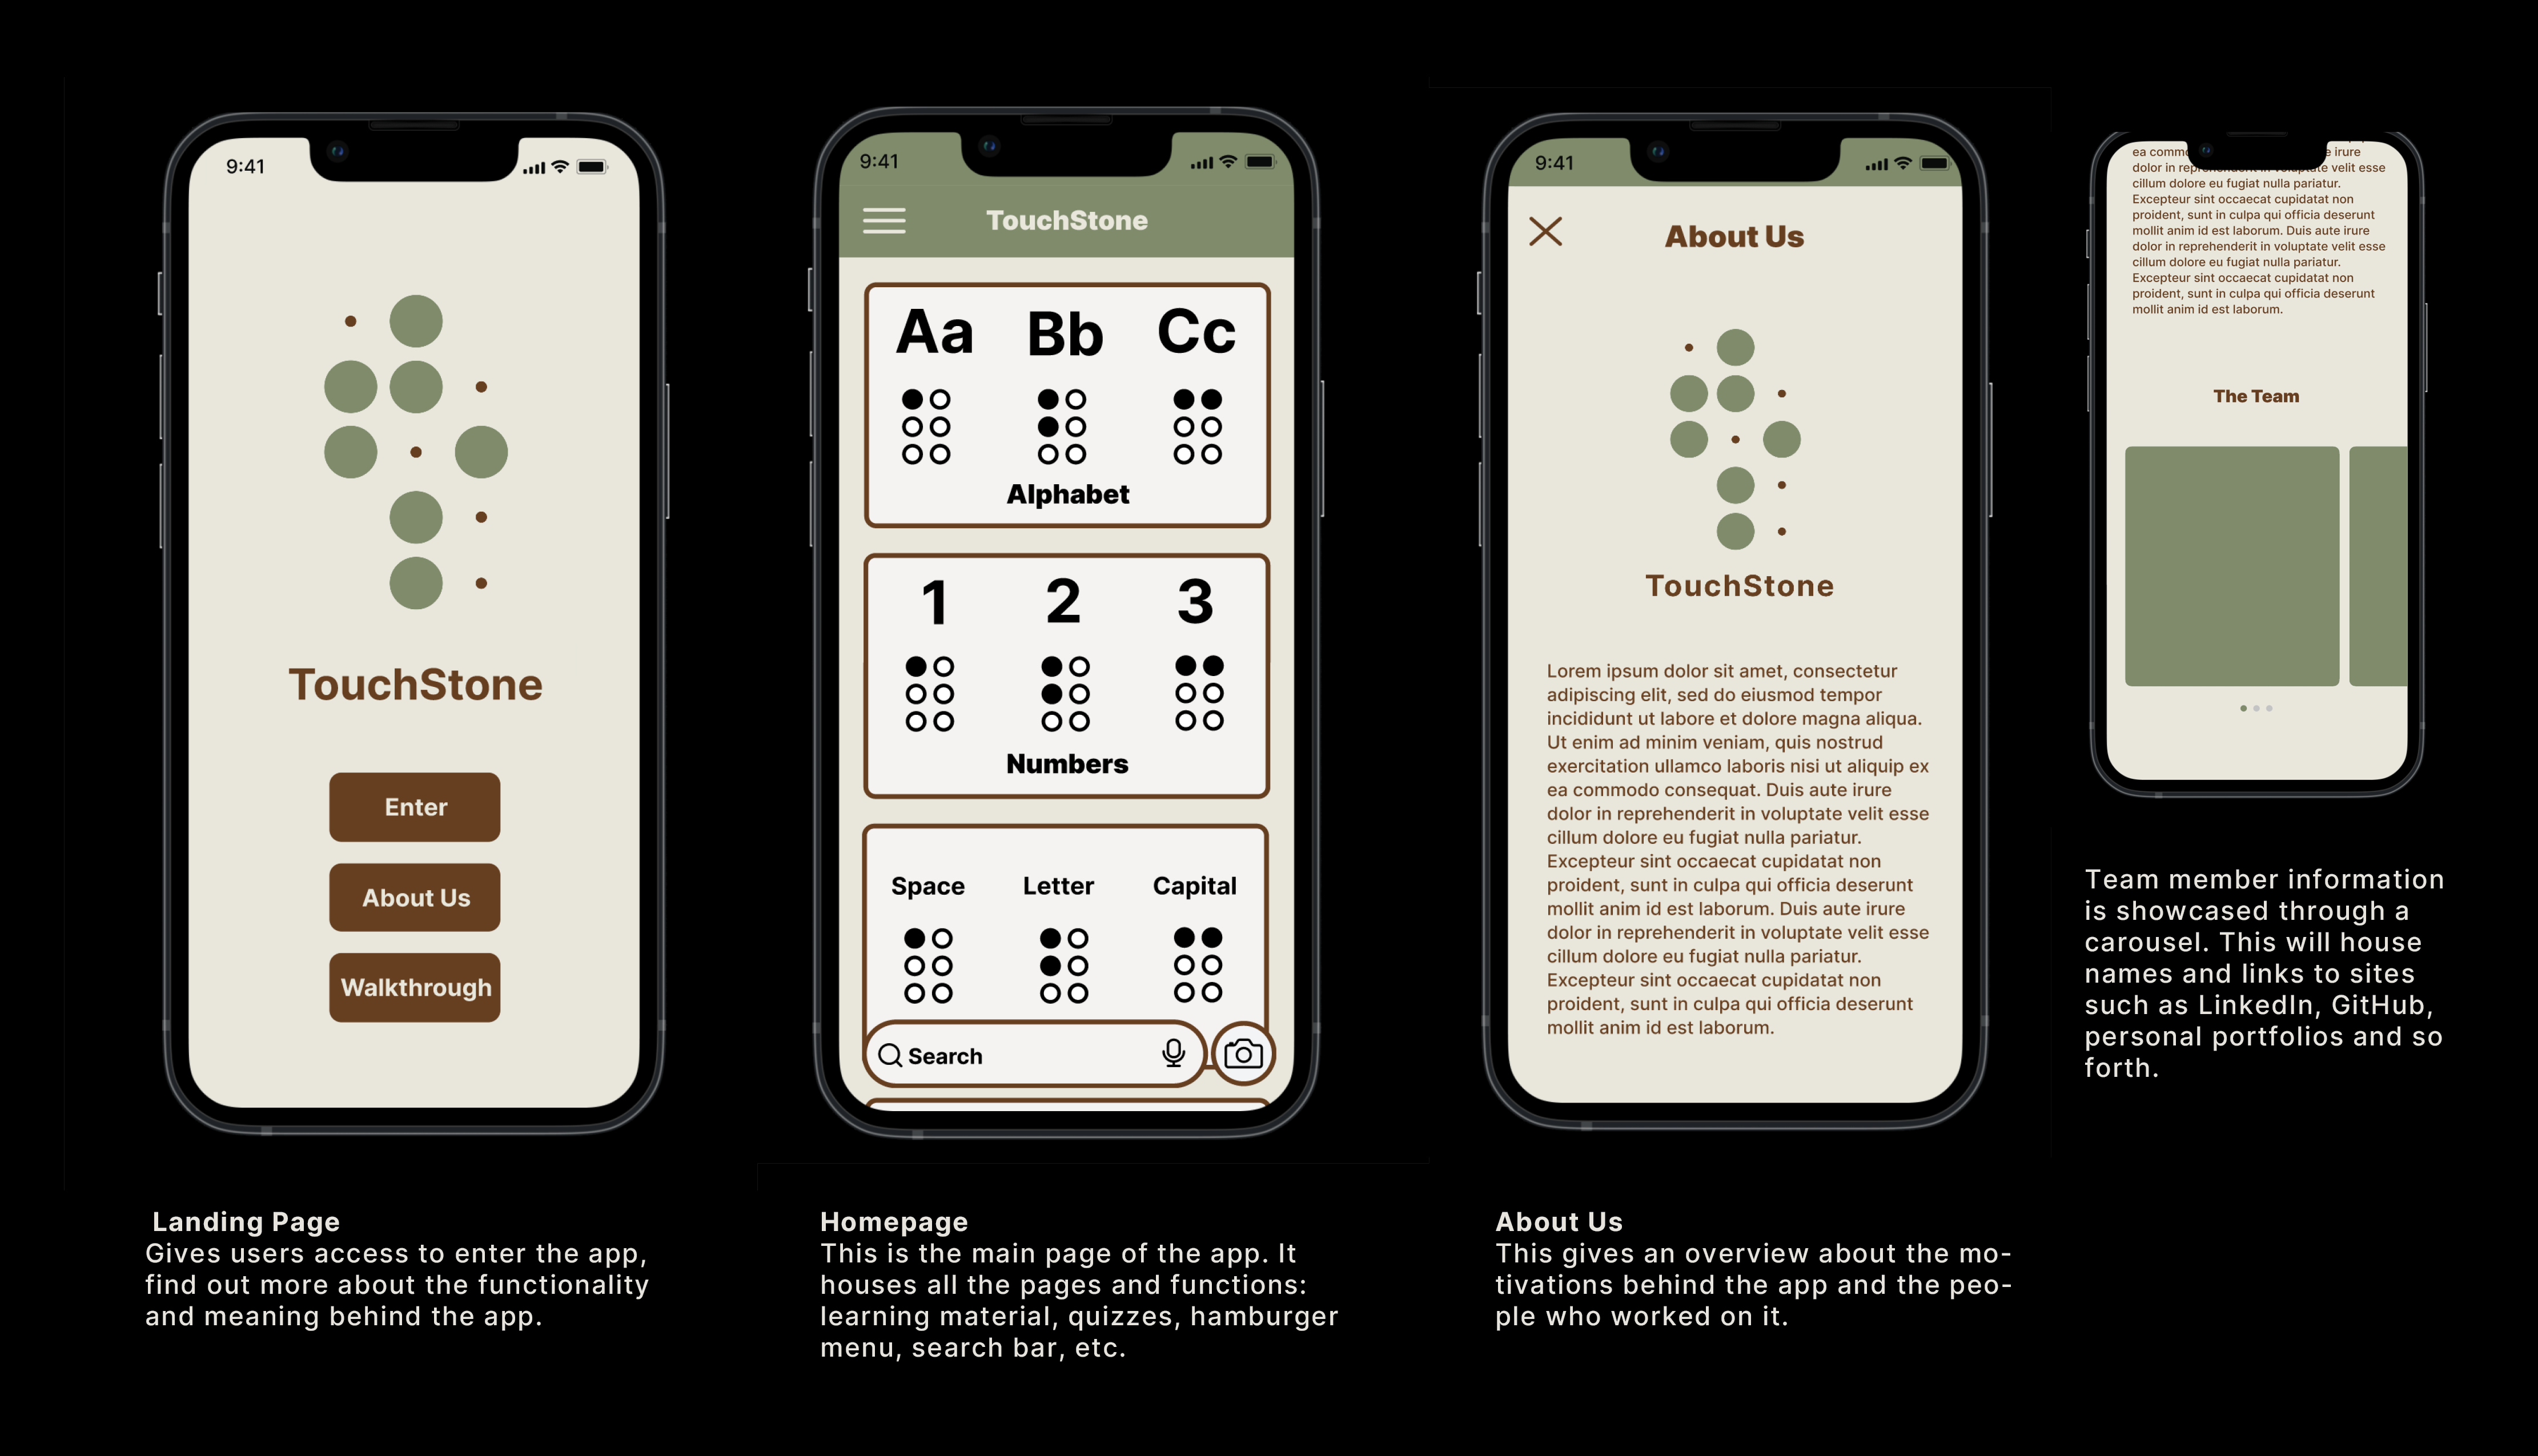 9:41
TouchStone
Enter
About Us
Walkthrough
Landing Page
Gives users access to enter the app,
find out more about the functionality
and meaning behind the app.
9:41
TouchStone
Aa Bb Cc
Alphabet
1 2 3
Numbers
Space Letter Capital
Search
Homepage
This is the main page of the app. It
houses all the pages and functions:
learning material, quizzes, hamburger
menu, search bar, etc.
9:41
About Us
TouchStone
Lorem ipsum dolor sit amet, consectetur
adipiscing elit, sed do eiusmod tempor
incididunt ut labore et dolore magna aliqua.
Ut enim ad minim veniam, quis nostrud
exercitation ullamco laboris nisi ut aliquip ex
ea commodo consequat. Duis aute irure
dolor in reprehenderit in voluptate velit esse
cillum dolore eu fugiat nulla pariatur.
Excepteur sint occaecat cupidatat non
proident, sunt in culpa qui officia deserunt
mollit anim id est laborum. Duis aute irure
dolor in reprehenderit in voluptate velit esse
cillum dolore eu fugiat nulla pariatur.
Excepteur sint occaecat cupidatat non
proident, sunt in culpa qui officia deserunt
mollit anim id est laborum.
About Us
This gives an overview about the mo-
tivations behind the app and the peo-
ple who worked on it.
ea irure
dolor in reprehenderit in voluptate velit esse
cillum dolore eu fugiat nulla pariatur.
Excepteur sint occaecat cupidatat non
proident, sunt in culpa qui officia deserunt
mollit anim id est laborum. Duis aute irure
dolor in reprehenderit in voluptate velit esse
cillum dolore eu fugiat nulla pariatur.
Excepteur sint occaecat cupidatat non
proident, sunt in culpa qui officia deserunt
mollit anim id est laborum.
The Team
Team member information
is showcased through a
carousel. This will house
names and links to sites
such as LinkedIn, GitHub,
personal portfolios and so
forth.